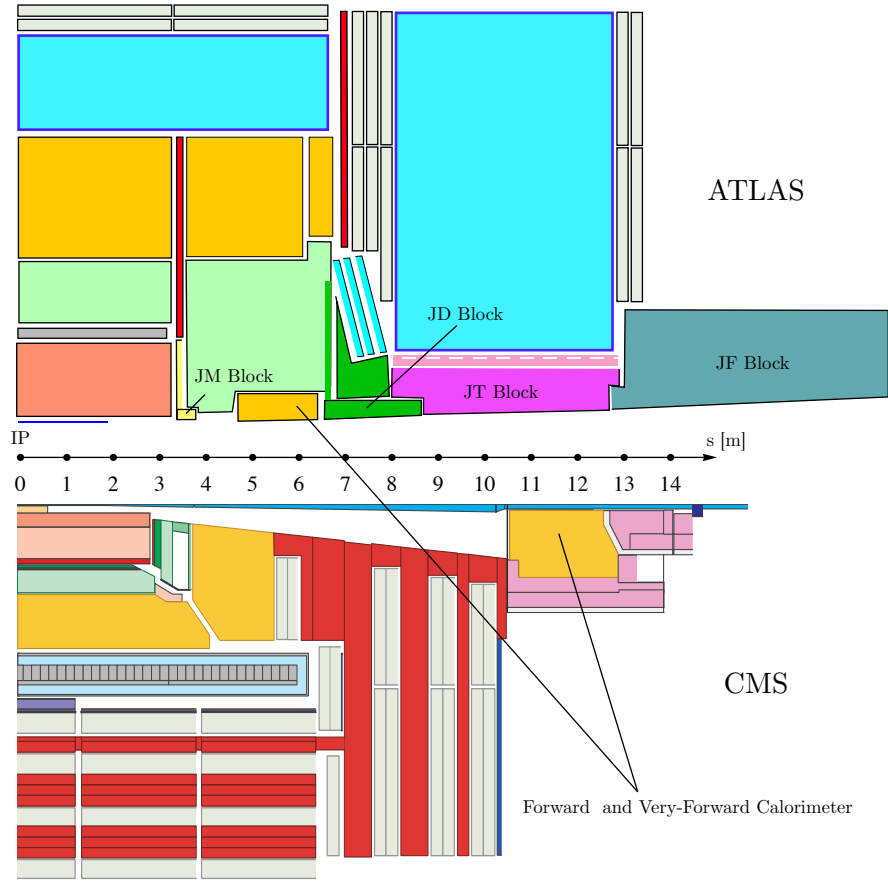 ATLAS
JD Block
JM Block
JT Block
JF Block
IP
s [m]
0 1 2 3 4 5 6 7 8 9 10 11 12 13 14
CMS
Forward and Very-Forward Calorimeter